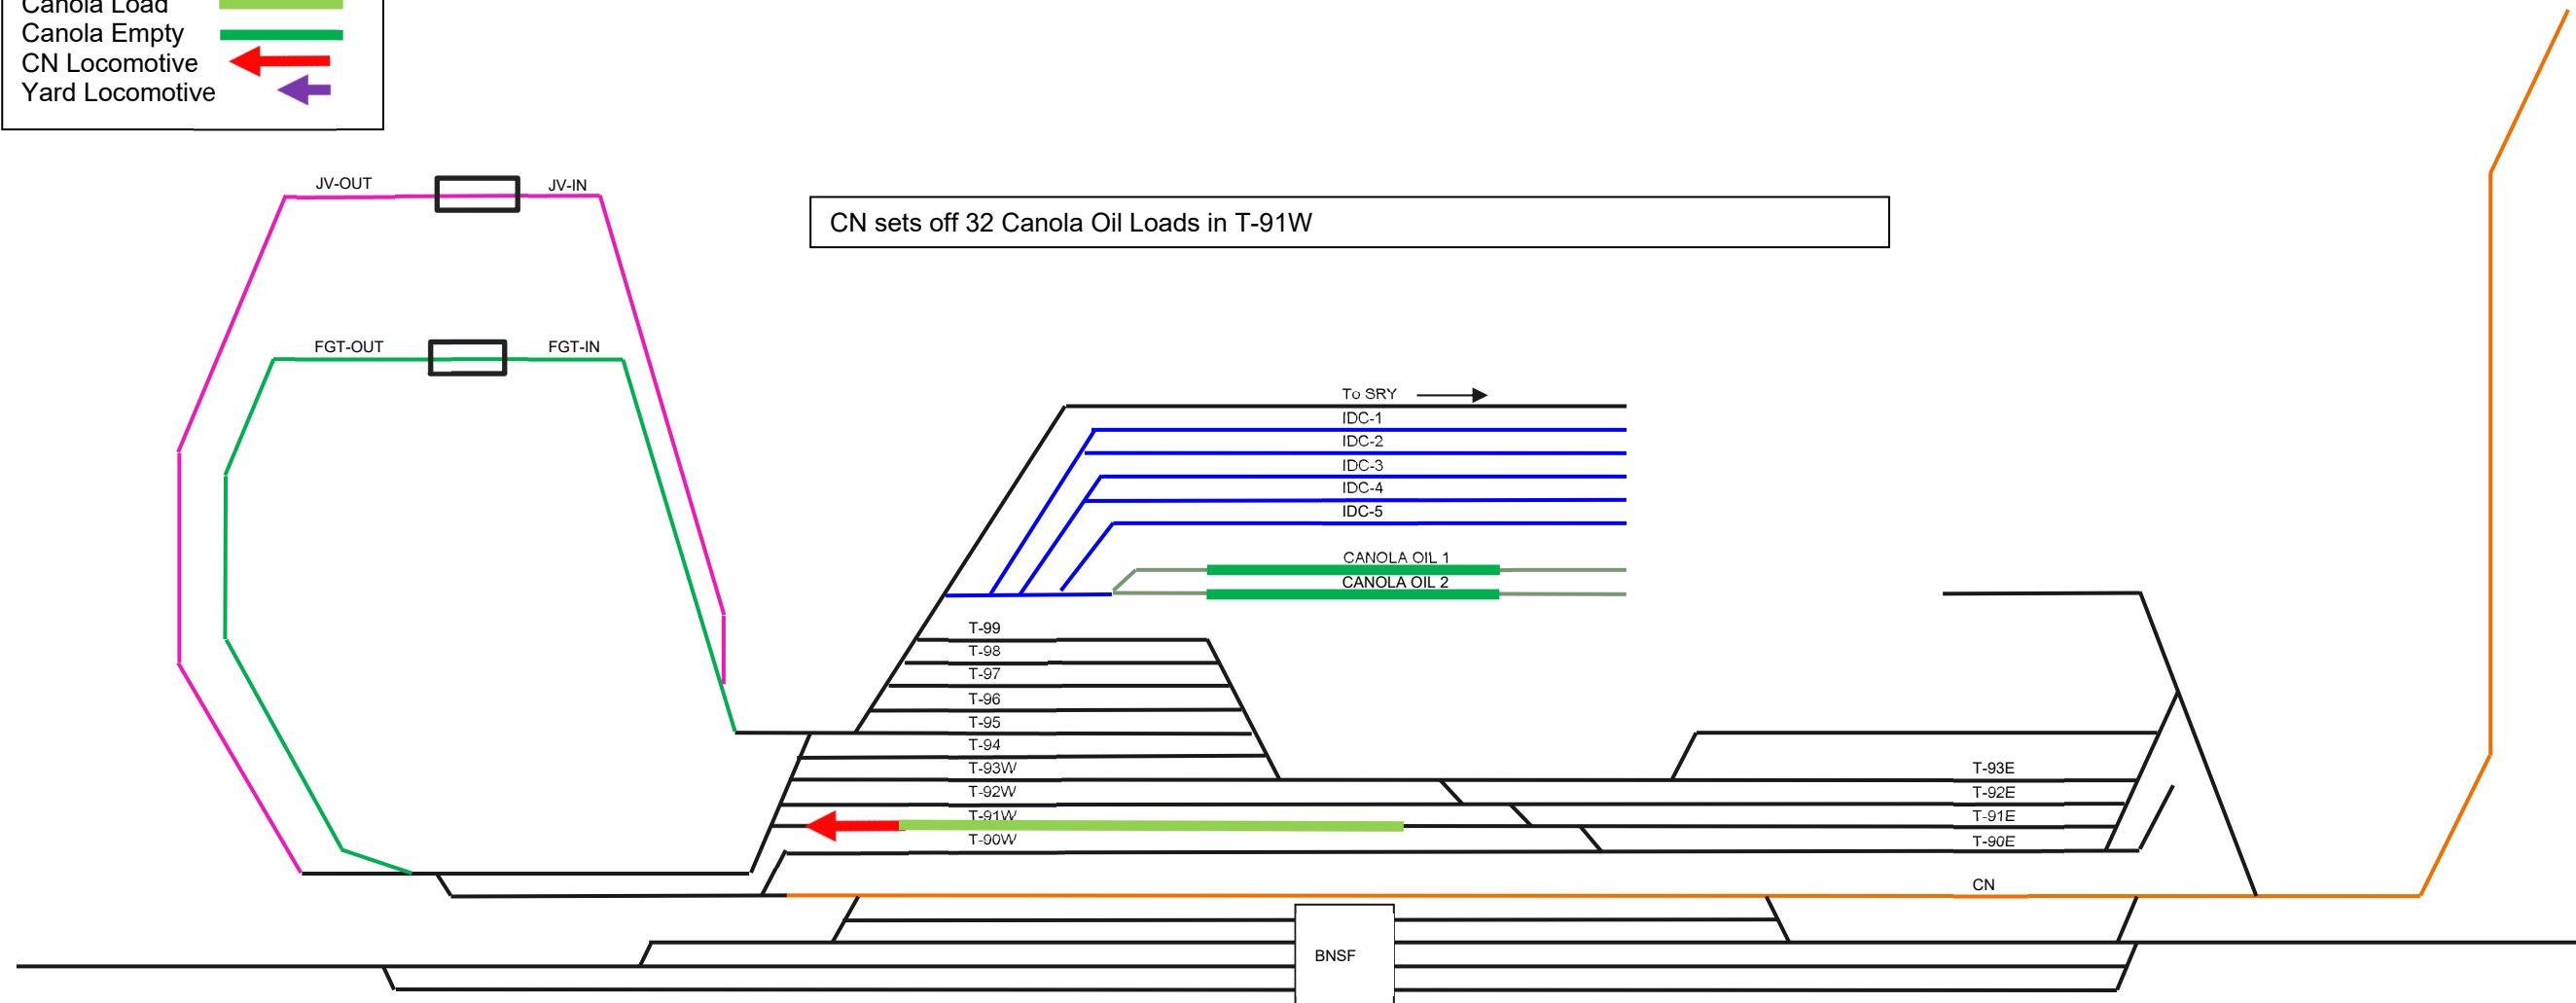 Canola Load
Canola Empty
CN Locomotive
Yard Locomotive
JV-OUT
JV-IN
CN sets off 32 Canola Oil Loads in T-91W
FGT-OUT
FGT-IN
To SRY
IDC-1
IDC-2
IDC-3
IDC-4
IDC-5
CANOLA OIL 1
CANOLA OIL 2
T-99
T-98
T-97
T-96
T-95
T-94
T-93W
T-93E
T-92W
T-92E
T-91W
T-91E
T-90W
T-90E
CN
BNSF